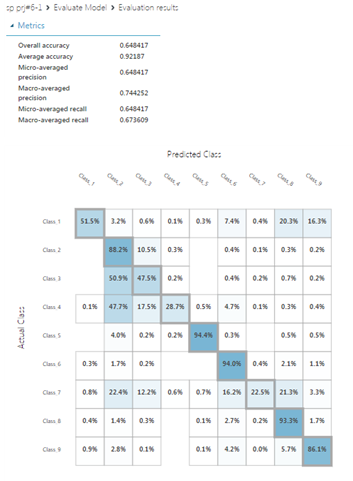 sp prj#6-1 > Evaluate Model > Evaluation results
Metrics
Overall accuracy 0.648417
Average accuracy 0.92187
Micro-averaged
precision 0.648417
Macro-averaged
precision 0.744252
Micro-averaged recall 0.648417
Macro-averaged recall 0.673609
Predicted Class
Class_1 Class_2 Class_3 Class_4 Class_5 Class_6 Class_7 Class_8 Class_9
Actual Class
Class_1 51.5% 3.2% 0.6% 0.1% 0.3% 7.4% 0.4% 20.3% 16.3%
Class_2 88.2% 10.5% 0.3% 0.4% 0.1% 0.3% 0.2%
Class_3 50.9% 47.5% 0.2% 0.4% 0.2% 0.7% 0.2%
Class_4 0.1% 47.7% 17.5% 28.7% 0.5% 4.7% 0.1% 0.3% 0.4%
Class_5 4.0% 0.2% 0.2% 94.4% 0.3% 0.5% 0.5%
Class_6 0.3% 1.7% 0.2% 94.0% 0.4% 2.1% 1.1%
Class_7 0.8% 22.4% 12.2% 0.6% 0.7% 16.2% 22.5% 21.3% 3.3%
Class_8 0.4% 1.4% 0.3% 0.1% 2.7% 0.2% 93.3% 1.7%
Class_9 0.9% 2.8% 0.1% 0.1% 4.2% 0.0% 5.7% 86.1%